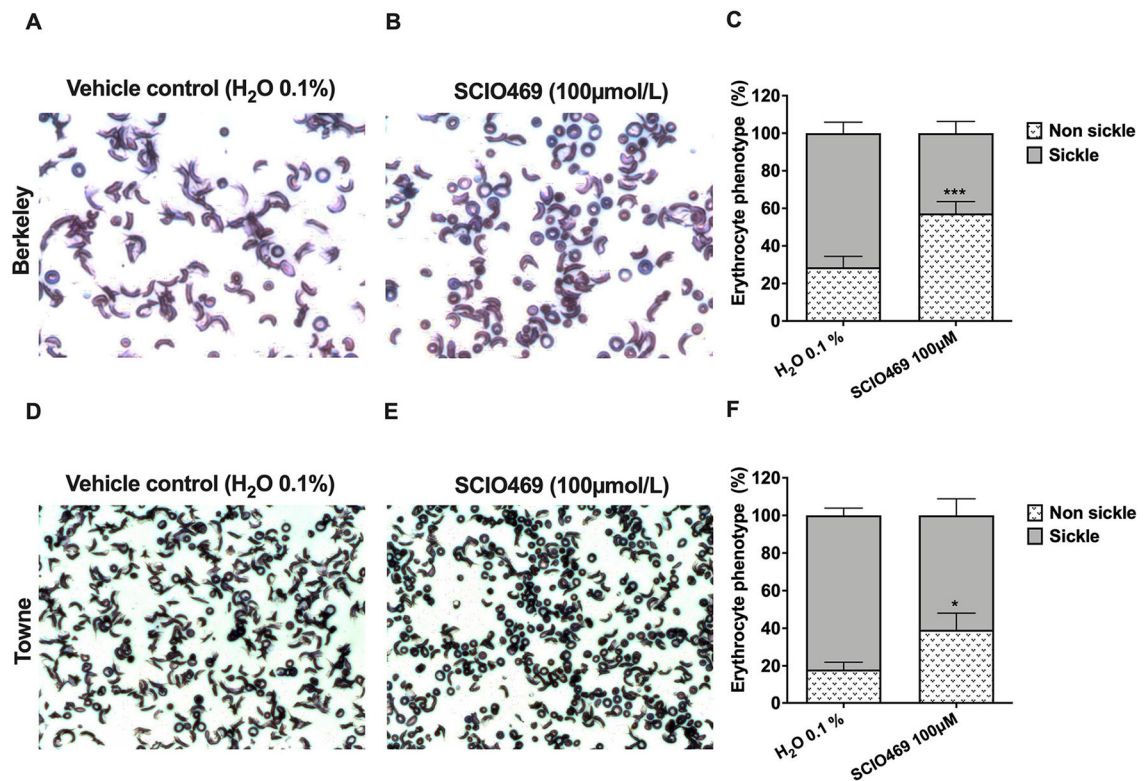 A
B
C
Vehicle control (H₂O 0.1%)
SCIO469 (100µmol/L)
Berkeley
Erythrocyte phenotype (%)
120
100
80
60
40
20
0
***
H₂O 0.1 %
SCIO469 100µM
Non sickle
Sickle
D
E
F
Vehicle control (H₂O 0.1%)
SCIO469 (100µmol/L)
Towne
Erythrocyte phenotype (%)
120
100
80
60
40
20
0
*
H₂O 0.1 %
SCIO469 100µM
Non sickle
Sickle